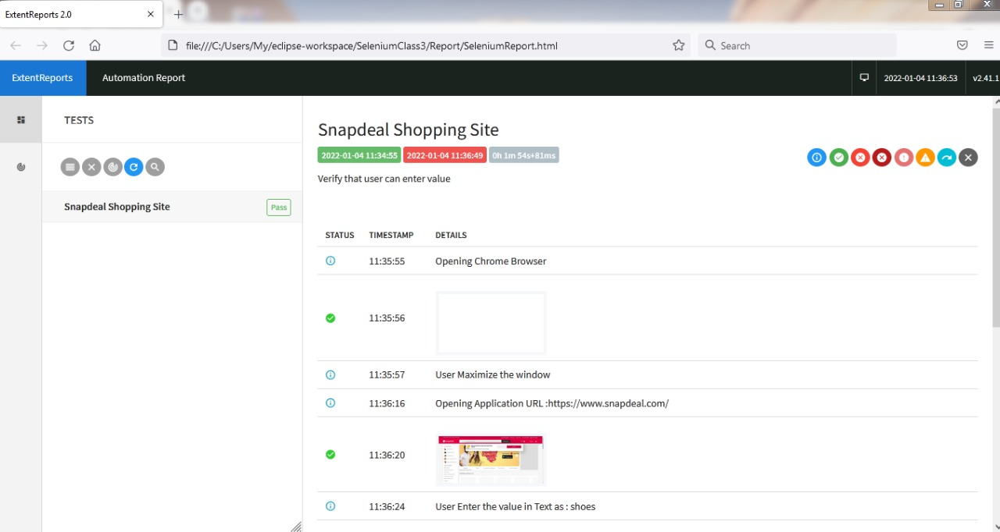 ExtentReports 2.0
file:///C:/Users/My/eclipse-workspace/SeleniumClass3/Report/SeleniumReport.html
Search
ExtentReports
Automation Report
2022-01-04 11:36:53
v2.41.1
TESTS
Snapdeal Shopping Site
Pass
Snapdeal Shopping Site
2022-01-04 11:34:55 2022-01-04 11:36:49 0h 1m 54s+81ms
Verify that user can enter value
STATUS TIMESTAMP DETAILS
11:35:55 Opening Chrome Browser
11:35:56
11:35:57 User Maximize the window
11:36:16 Opening Application URL :https://www.snapdeal.com/
11:36:20
11:36:24 User Enter the value in Text as : shoes